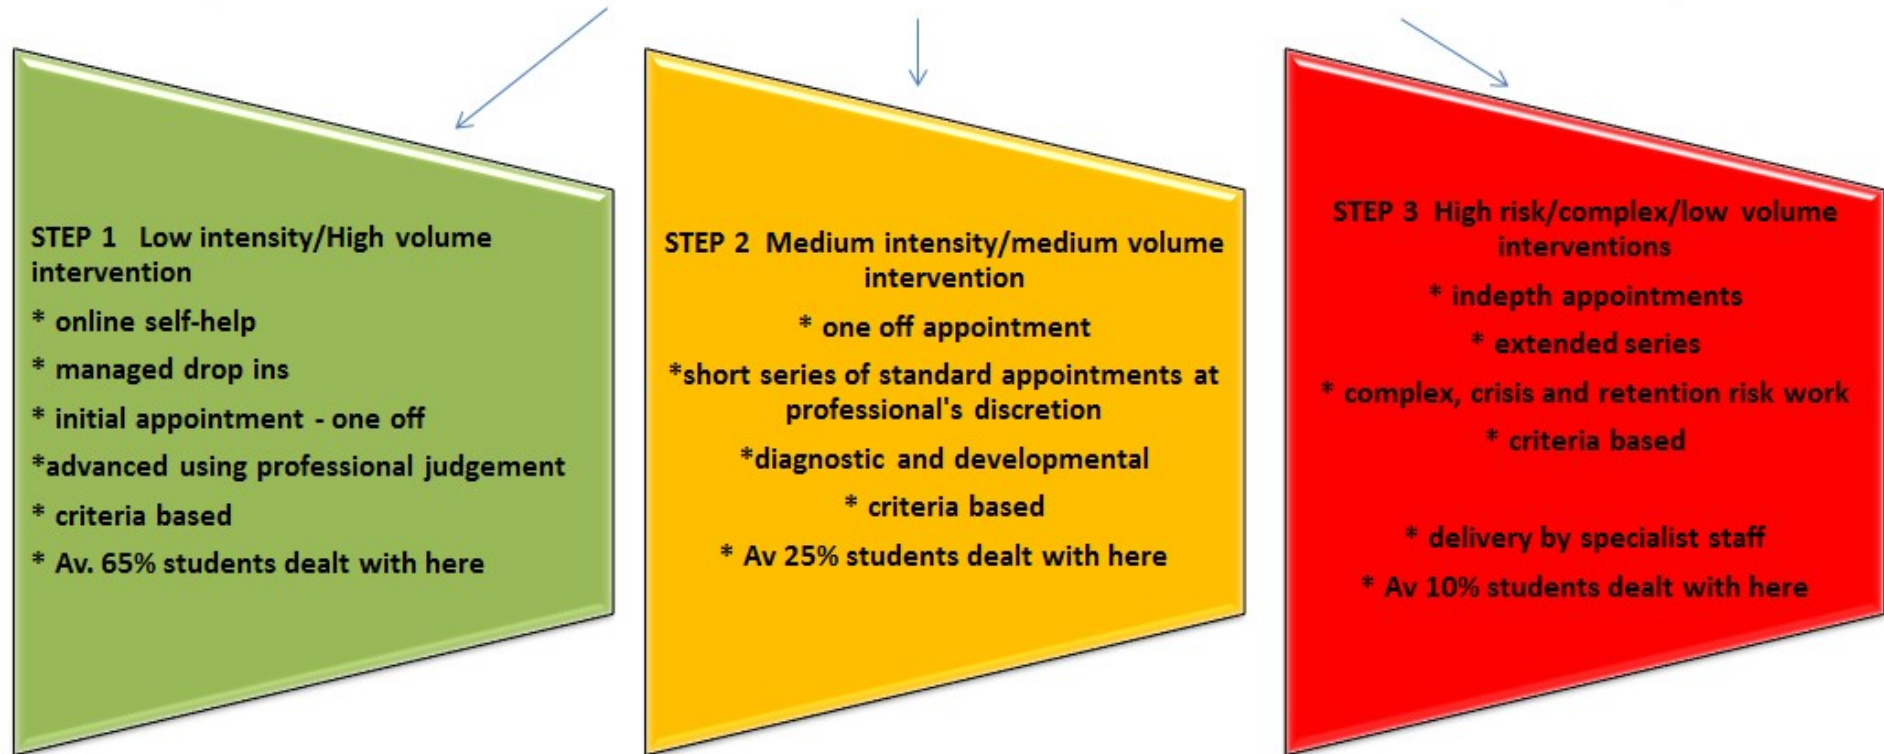 STEP 1 Low intensity/High volume
intervention
* online self-help
* managed drop ins
* initial appointment - one off
*advanced using professional judgement
* criteria based
* Av. 65% students dealt with here
STEP 2 Medium intensity/medium volume
intervention
* one off appointment
*short series of standard appointments at
professional's discretion
*diagnostic and developmental
* criteria based
* Av 25% students dealt with here
STEP 3 High risk/complex/low volume
interventions
* indepth appointments
* extended series
* complex, crisis and retention risk work
* criteria based
* delivery by specialist staff
* Av 10% students dealt with here